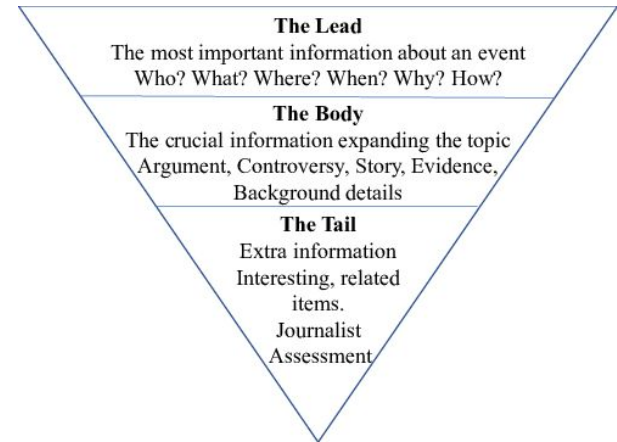 The Lead
The most important information about an event
Who? What? Where? When? Why? How?
The Body
The crucial information expanding the topic
Argument, Controversy, Story, Evidence,
Background details
The Tail
Extra information
Interesting, related
items.
Journalist
Assessment